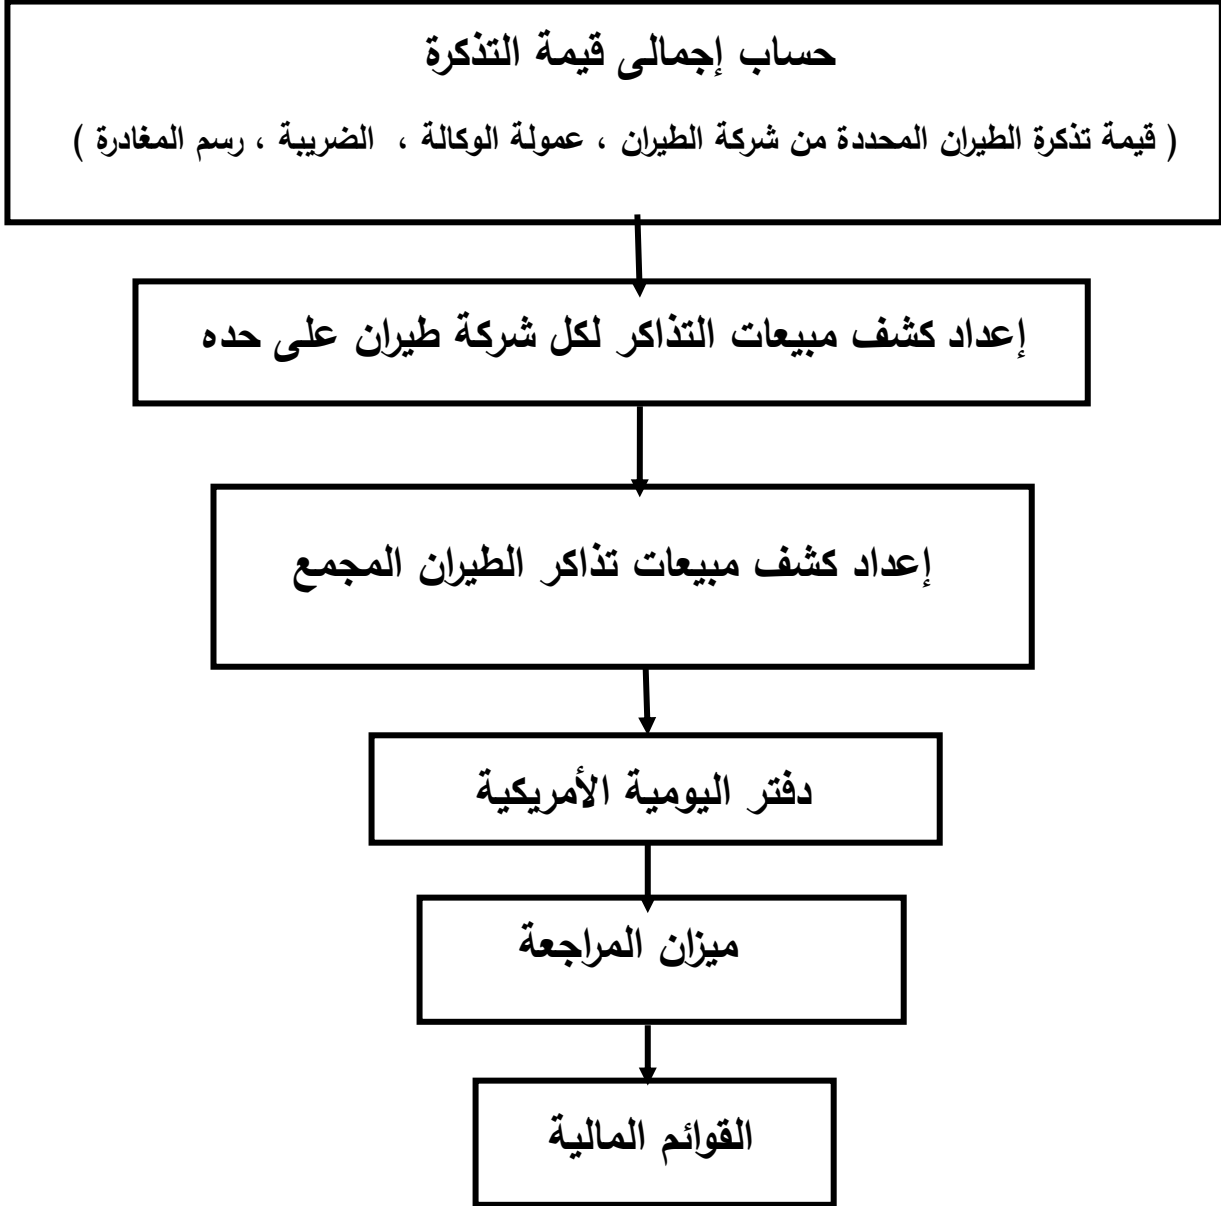 حساب إجمالى قيمة التذكرة
( قيمة تذكرة الطيران المحددة من شركة الطيران ، عمولة الوكالة ، الضريبة ، رسم المغادرة )
إعداد كشف مبيعات التذاكر لكل شركة طيران على حده
إعداد كشف مبيعات تذاكر الطيران المجمع
دفتر اليومية الأمريكية
ميزان المراجعة
القوائم المالية